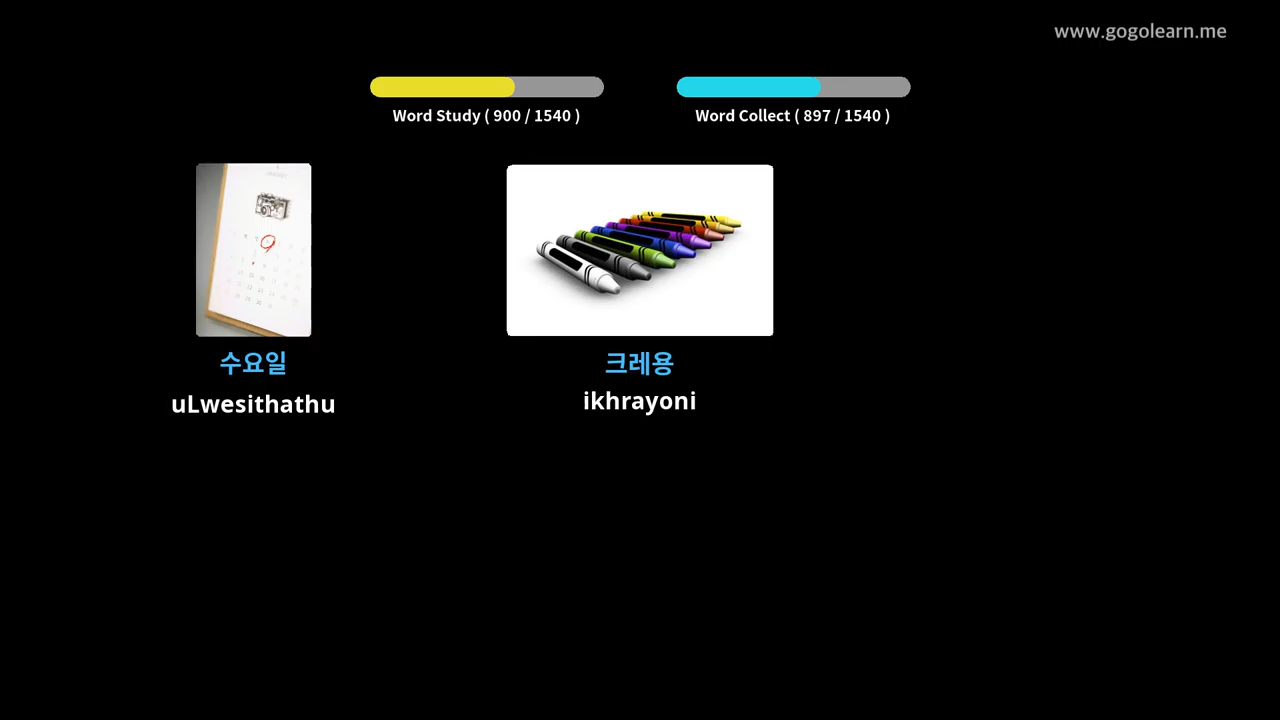 www.gogolearn.me
Word Study ( 900 / 1540 )
Word Collect ( 897 / 1540 )
수요일
uLwesithathu
크레용
ikhrayoni